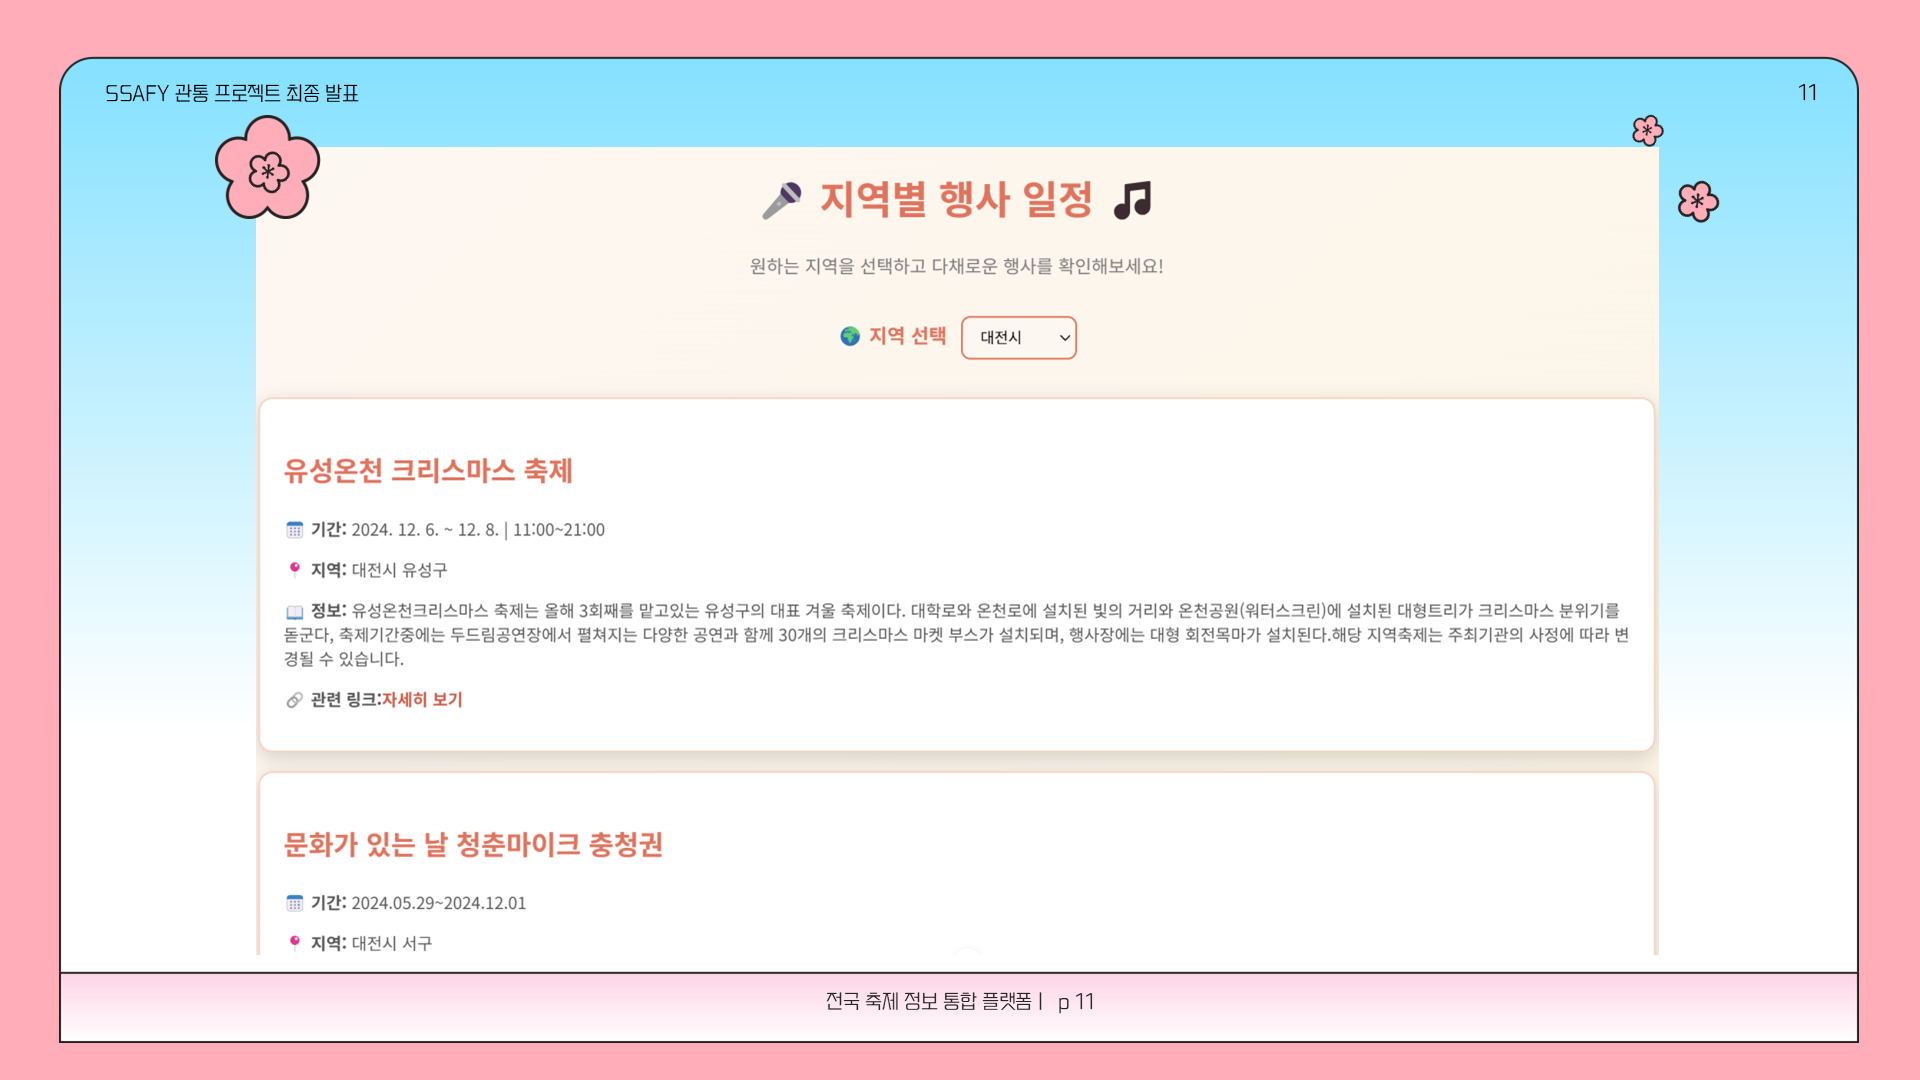 SSAFY 관통 프로젝트 최종 발표
11
지역별 행사 일정
원하는 지역을 선택하고 다채로운 행사를 확인해보세요!
지역 선택 대전시
유성온천 크리스마스 축제
기간: 2024. 12. 6. ~ 12. 8. | 11:00~21:00
지역: 대전시 유성구
정보: 유성온천크리스마스 축제는 올해 3회째를 맡고있는 유성구의 대표 겨울 축제이다. 대학로와 온천로에 설치된 빛의 거리와 온천공원(워터스크린)에 설치된 대형트리가 크리스마스 분위기를
돋군다, 축제기간중에는 두드림공연장에서 펼쳐지는 다양한 공연과 함께 30개의 크리스마스 마켓 부스가 설치되며, 행사장에는 대형 회전목마가 설치된다.해당 지역축제는 주최기관의 사정에 따라 변
경될 수 있습니다.
관련 링크:자세히 보기
문화가 있는 날 청춘마이크 충청권
기간: 2024.05.29~2024.12.01
지역: 대전시 서구
전국 축제 정보 통합 플랫폼 | p 11